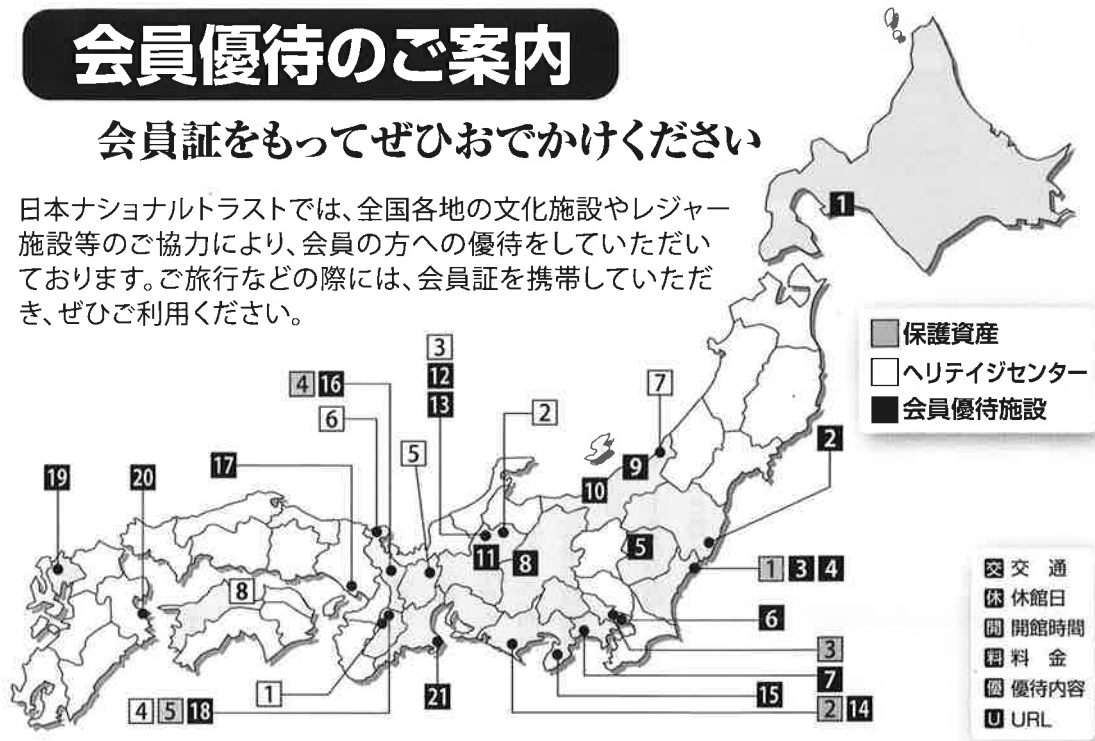 会員優待のご案内
会員証をもってぜひおでかけください
日本ナショナルトラストでは、全国各地の文化施設やレジャー
施設等のご協力により、会員の方への優待をしていただい
ております。ご旅行などの際には、会員証を携帯していただ
き、ぜひご利用ください。
1
保護資産
ヘリテイジセンター
会員優待施設
3
12
13
4 16
6
2
7
5
9
10
2
19
20
17
11
8
5
8
1 3 4
6
3
7
15
2 14
21
1
4 5 18
交 交 通
休 休館日
開 開館時間
料 料 金
優 優待内容
U URL